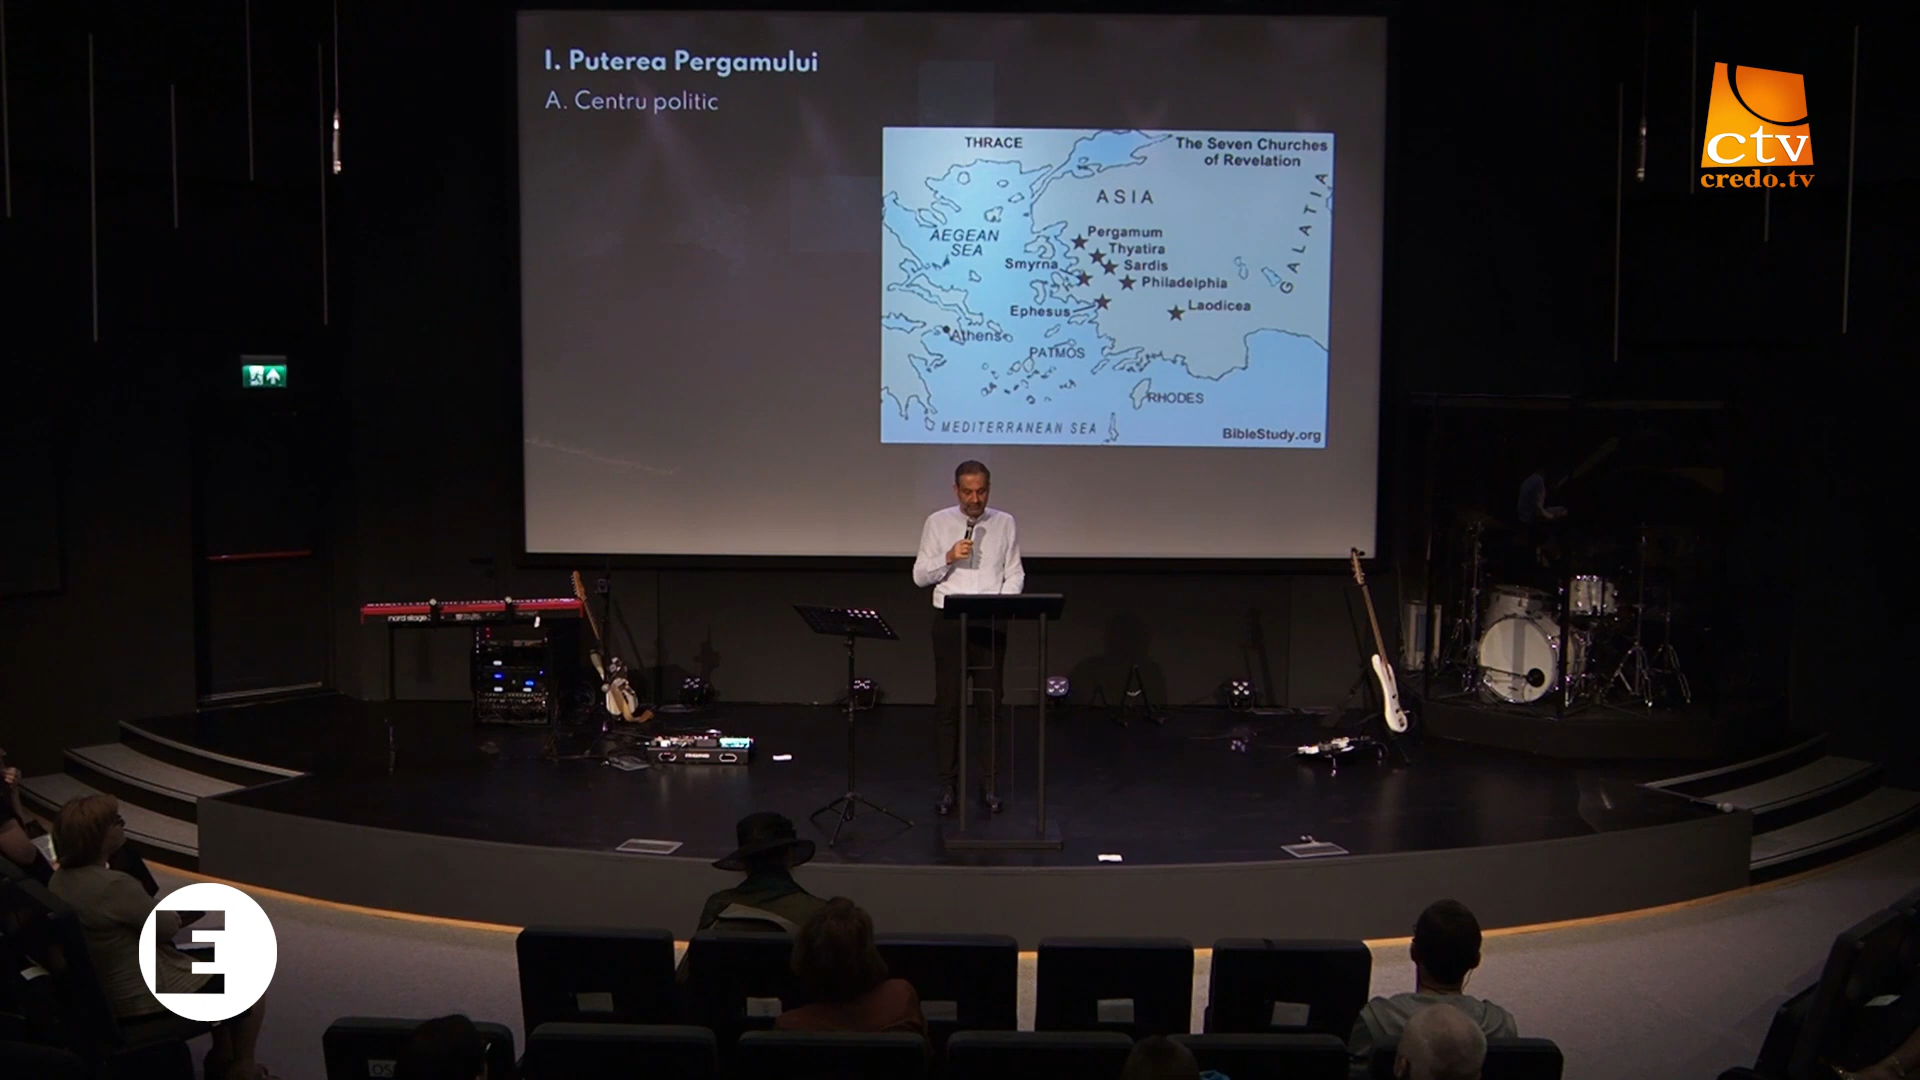 I. Puterea Pergamului
A. Centru politic
THRACE
The Seven Churches
of Revelation
ASIA
GALATIA
AEGEAN
SEA
Pergamum
Thyatira
Smyrna
Sardis
Philadelphia
Ephesus
Laodicea
Athens
PATMOS
RHODES
MEDITERRANEAN SEA
BibleStudy.org
ctv
credo.tv
nord stage
E
OS